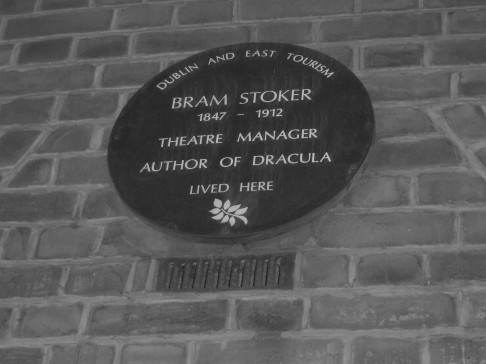 DUBLIN AND EAST TOURISM
BRAM STOKER
1847 - 1912
THEATRE MANAGER
AUTHOR OF DRACULA
LIVED HERE